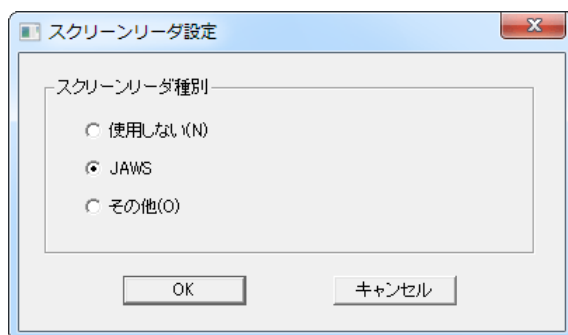 スクリーンリーダ設定
スクリーンリーダ種別
使用しない(N)
JAWS
その他(O)
OK
キャンセル